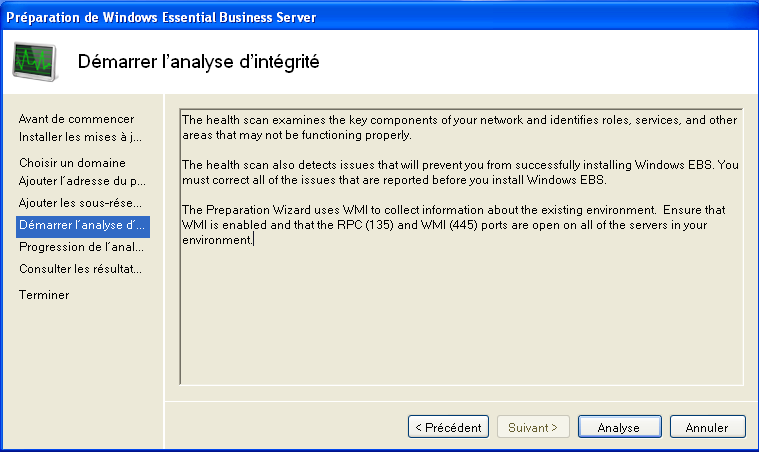 Préparation de Windows Essential Business Server
Démarrer l'analyse d'intégrité
Avant de commencer
Installer les mises à j...
Choisir un domaine
Ajouter l'adresse du p...
Ajouter les sous-rése...
Démarrer l'analyse d'...
Progression de l'anal...
Consulter les résultat...
Terminer
The health scan examines the key components of your network and identifies roles, services, and other
areas that may not be functioning properly.
The health scan also detects issues that will prevent you from successfully installing Windows EBS. You
must correct all of the issues that are reported before you install Windows EBS.
The Preparation Wizard uses WMI to collect information about the existing environment.  Ensure that
WMI is enabled and that the RPC (135) and WMI (445) ports are open on all of the servers in your
environment.
< Précédent
Suivant >
Analyse
Annuler